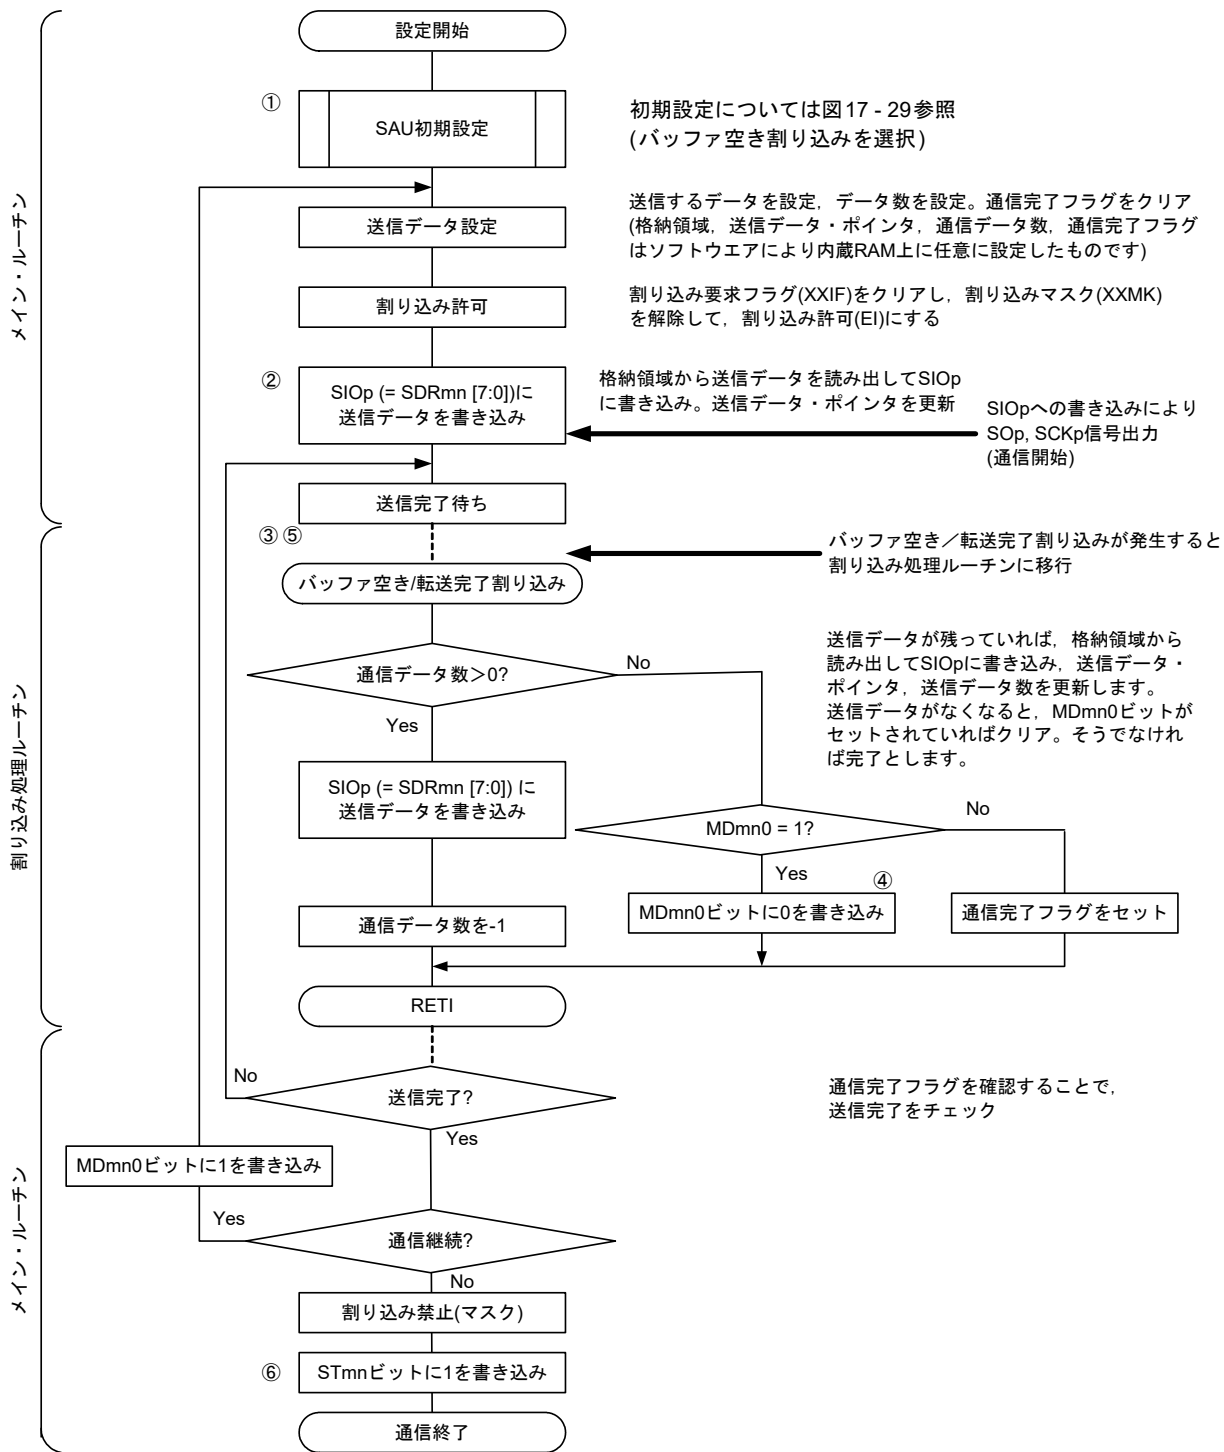 設定開始
①
SAU初期設定
初期設定については図17 - 29参照
(バッファ空き割り込みを選択)
メイン・ルーチン
送信データ設定
送信するデータを設定，データ数を設定。通信完了フラグをクリア
(格納領域，送信データ・ポインタ，通信データ数，通信完了フラグ
はソフトウエアにより内蔵RAM上に任意に設定したものです)
割り込み許可
割り込み要求フラグ(XXIF)をクリアし，割り込みマスク(XXMK)
を解除して，割り込み許可(EI)にする
②
SIOp (= SDRmn [7:0])に
送信データを書き込み
格納領域から送信データを読み出してSIOp
に書き込み。送信データ・ポインタを更新
SIOpへの書き込みにより
SOp, SCKp信号出力
(通信開始)
送信完了待ち
③ ⑤
バッファ空き／転送完了割り込みが発生すると
割り込み処理ルーチンに移行
バッファ空き/転送完了割り込み
割り込み処理ルーチン
通信データ数＞0?
No
Yes
送信データが残っていれば，格納領域から
読み出してSIOpに書き込み，送信データ・
ポインタ，送信データ数を更新します。
送信データがなくなると，MDmn0ビットが
セットされていればクリア。そうでなけれ
ば完了とします。
SIOp (= SDRmn [7:0]) に
送信データを書き込み
MDmn0 = 1?
No
Yes
④
通信データ数を-1
MDmn0ビットに0を書き込み
通信完了フラグをセット
RETI
メイン・ルーチン
No
送信完了?
Yes
通信完了フラグを確認することで，
送信完了をチェック
MDmn0ビットに1を書き込み
Yes
通信継続?
No
割り込み禁止(マスク)
⑥
STmnビットに1を書き込み
通信終了